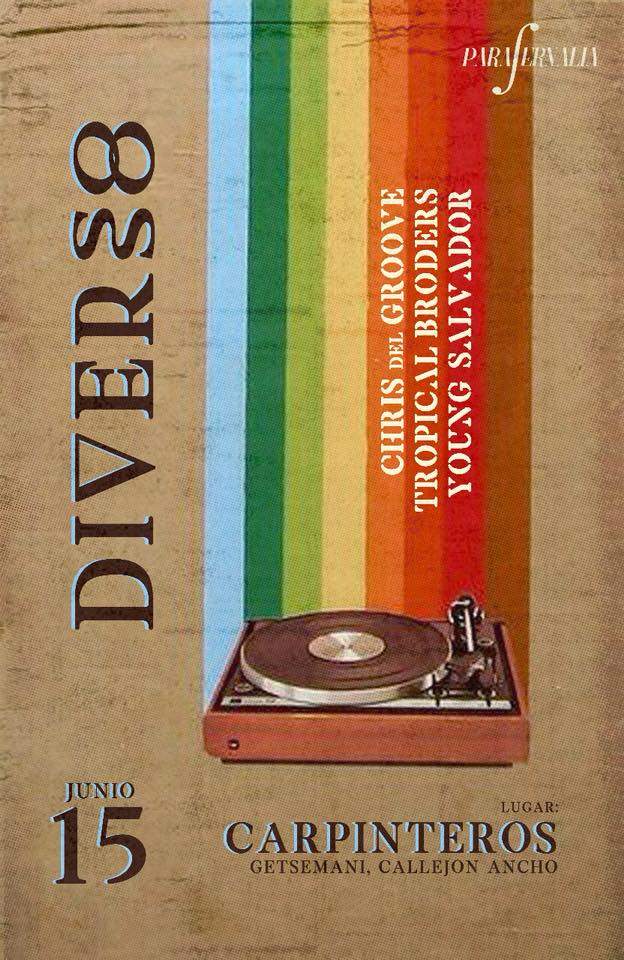 PARAFERNALIA
DIVERS8
CHRIS DEL GROOVE
TROPICAL BRODERS
YOUNG SALVADOR
JUNIO
15
LUGAR:
CARPINTEROS
GETSEMANI, CALLEJON ANCHO